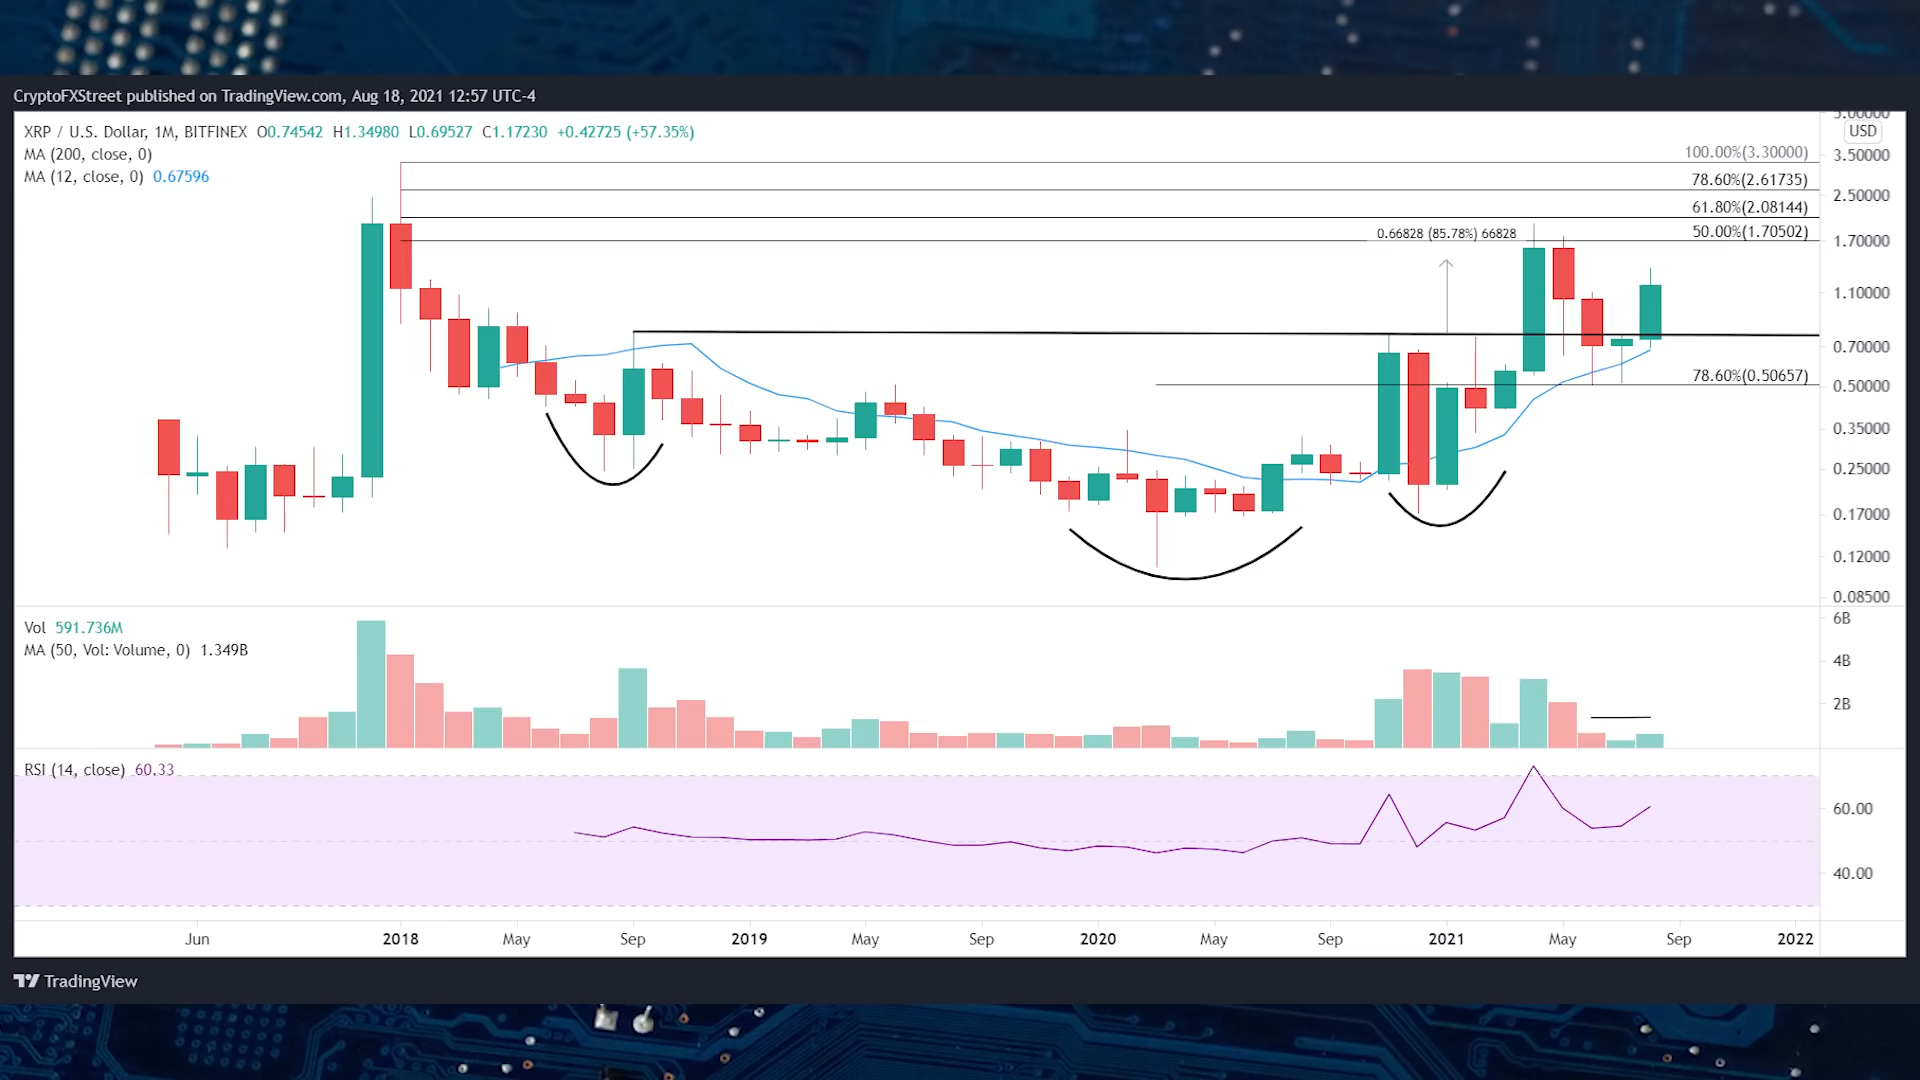 CryptoFXStreet published on TradingView.com, Aug 18, 2021 12:57 UTC-4
XRP / U.S. Dollar, 1M, BITFINEX O0.74542 H1.34980 L0.69527 C1.17230 +0.42725 (+57.35%)
MA (200, close, 0)
MA (12, close, 0) 0.67596
5.00000
USD
100.00%(3.30000)
3.50000
78.60%(2.61735)
2.50000
61.80%(2.08144)
0.66828 (85.78%) 66828
50.00%(1.70502)
1.70000
1.10000
0.70000
78.60%(0.50657)
0.50000
0.35000
0.25000
0.17000
0.12000
0.08500
Vol 591.736M
MA (50, Vol: Volume, 0) 1.349B
6B
4B
2B
RSI (14, close) 60.33
60.00
40.00
Jun 2018 May Sep 2019 May Sep 2020 May Sep 2021 May Sep 2022
TradingView